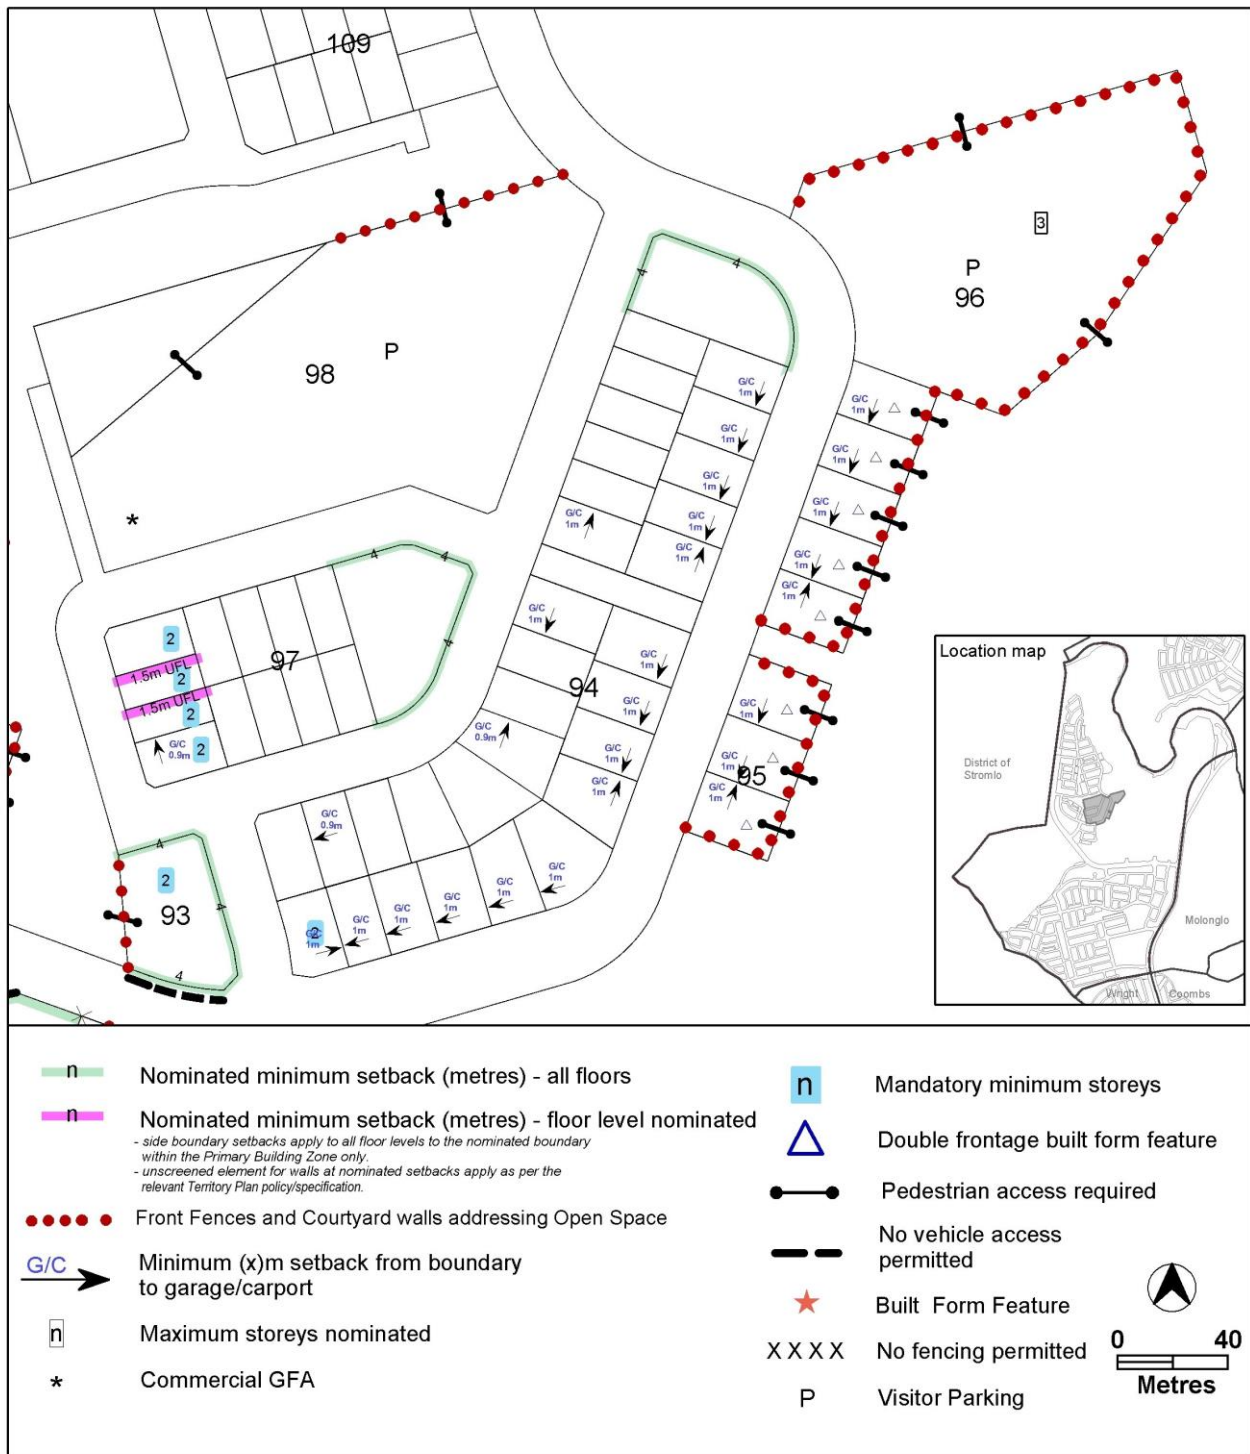 109
3
P
96
4
4
P
98
G/C
1m
G/C
1m
G/C
1m
G/C
1m
G/C
1m
G/C
1m
G/C
1m
G/C
1m
G/C
1m
G/C
1m
G/C
1m
*
4
4
4
97
2
1.5m UFL
2
1.5m UFL
2
2
G/C
0.9m
G/C
1m
94
G/C
1m
G/C
1m
G/C
1m
G/C
1m
G/C
0.9m
G/C
1m
G/C
1m
G/C
1m
95
G/C
0.9m
G/C
1m
G/C
1m
G/C
1m
G/C
1m
G/C
1m
2
G/C
1m
4
2
4
93
4
Location map
District of
Stromlo
Molonglo
Wright
Coombs
n Nominated minimum setback (metres) - all floors
n Nominated minimum setback (metres) - floor level nominated
- side boundary setbacks apply to all floor levels to the nominated boundary
within the Primary Building Zone only.
- unscreened element for walls at nominated setbacks apply as per the
relevant Territory Plan policy/specification.
Front Fences and Courtyard walls addressing Open Space
G/C Minimum (x)m setback from boundary
to garage/carport
n Maximum storeys nominated
* Commercial GFA
n Mandatory minimum storeys
Double frontage built form feature
Pedestrian access required
No vehicle access
permitted
Built Form Feature
X X X X No fencing permitted
P Visitor Parking
0 40
Metres